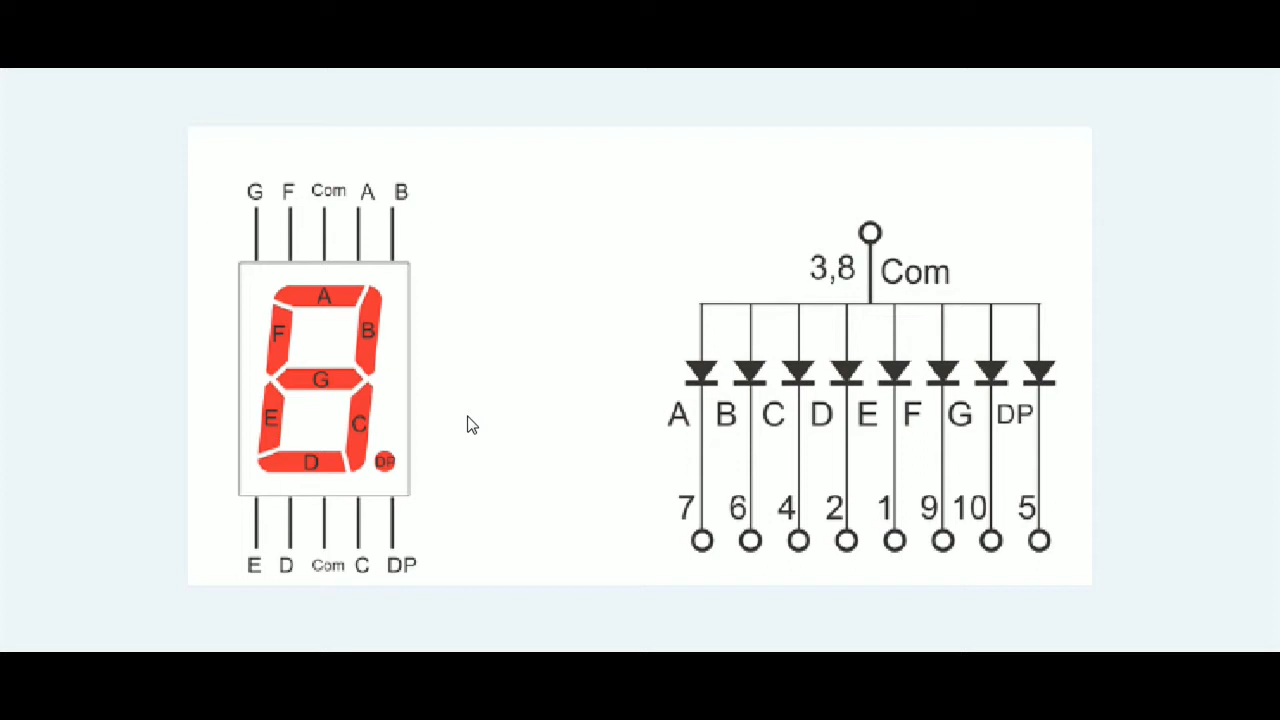 G F Com A B
A
F B
G
E C
D DP
E D Com C DP
3,8 Com
A B C D E F G DP
7 6 4 2 1 9 10 5